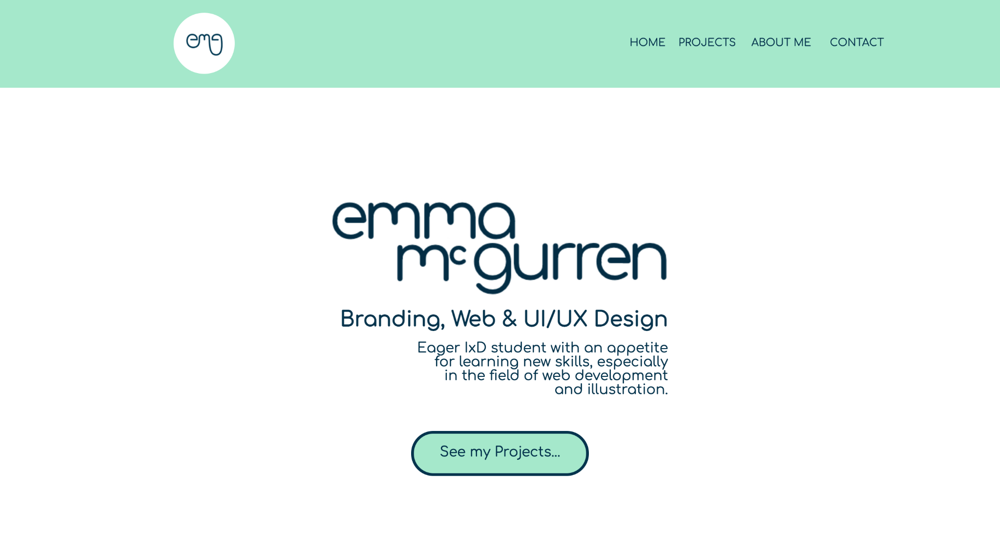 emg
HOME PROJECTS ABOUT ME CONTACT
emma
mcgurren
Branding, Web & UI/UX Design
Eager IxD student with an appetite
for learning new skills, especially
in the field of web development
and illustration.
See my Projects...